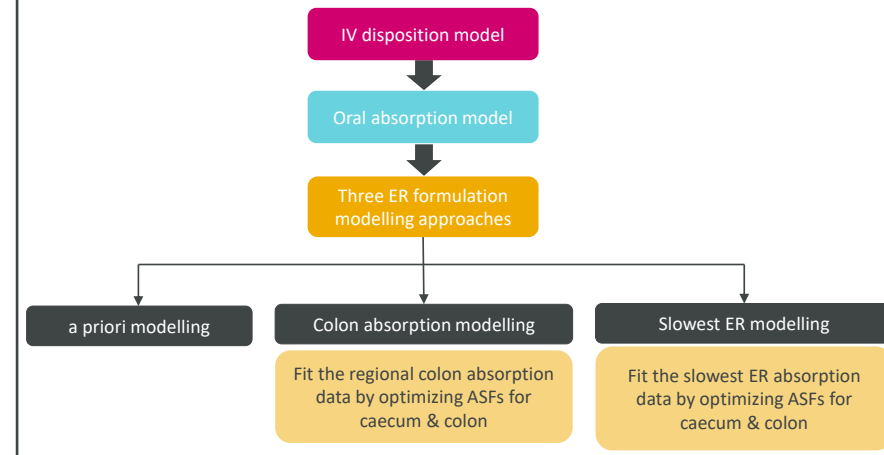 IV disposition model
Oral absorption model
Three ER formulation
modelling approaches
a priori modelling
Colon absorption modelling
Slowest ER modelling
Fit the regional colon absorption
data by optimizing ASFs for
caecum & colon
Fit the slowest ER absorption
data by optimizing ASFs for
caecum & colon